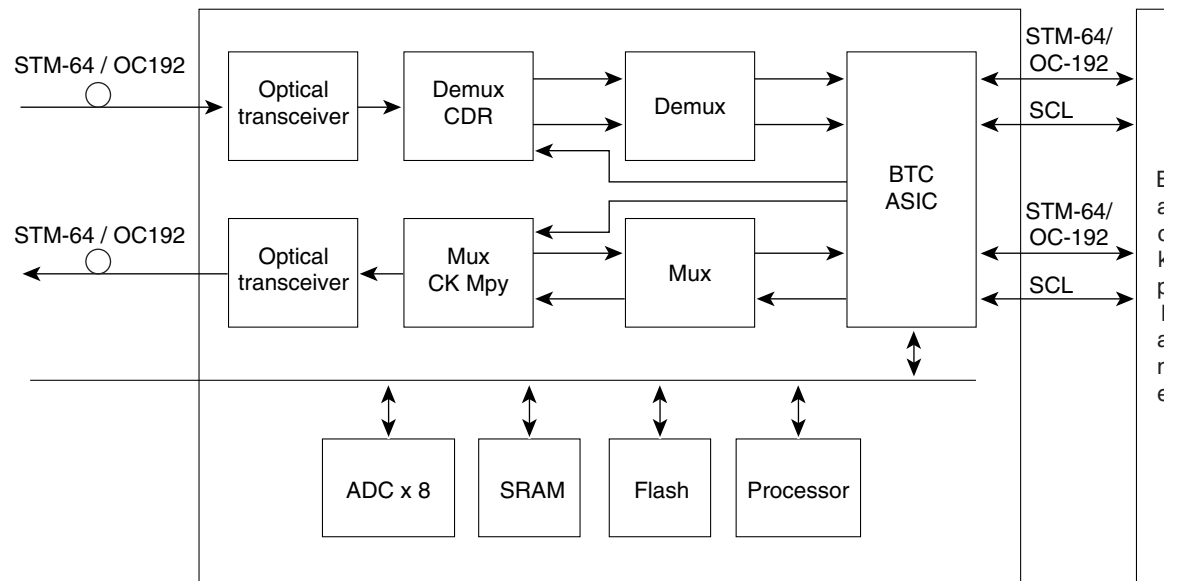 STM-64 / OC192
Optical
transceiver
Demux
CDR
Demux
BTC
ASIC
STM-64/
OC-192
SCL
STM-64 / OC192
Optical
transceiver
Mux
CK Mpy
Mux
STM-64/
OC-192
SCL
ADC x 8
SRAM
Flash
Processor